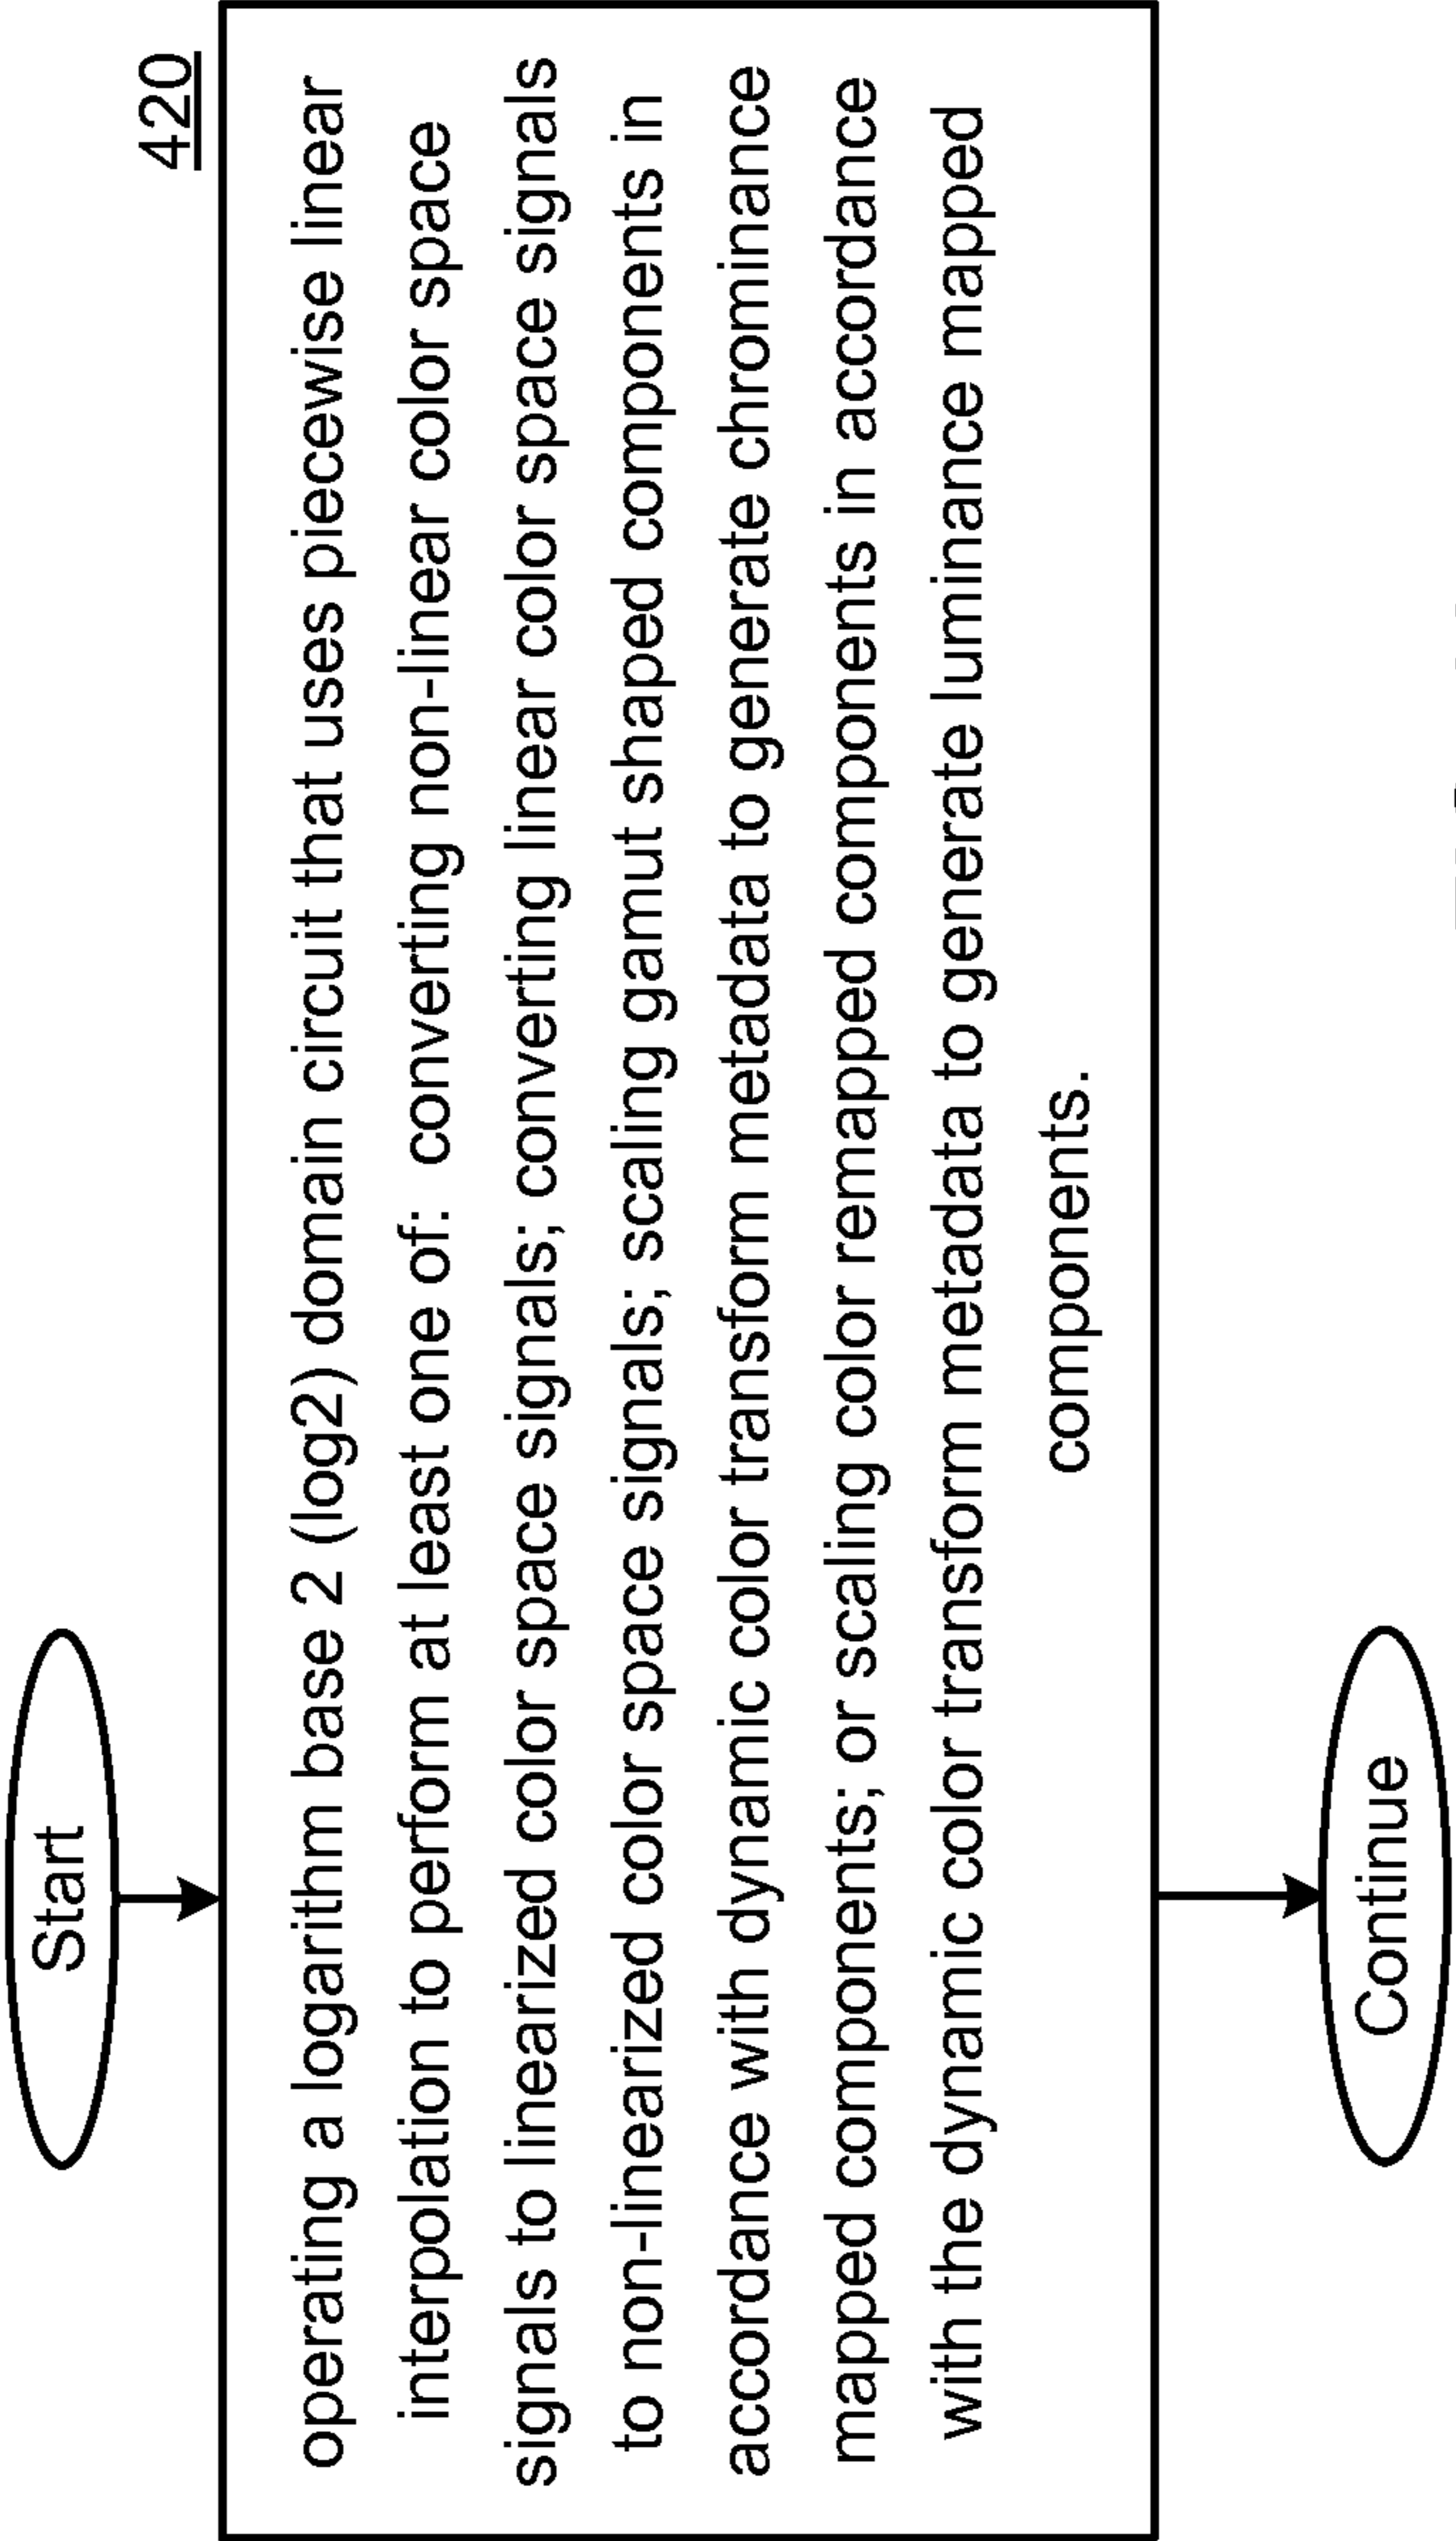 Start
420
operating a logarithm base 2 (log2) domain circuit that uses piecewise linear
interpolation to perform at least one of: converting non-linear color space
signals to linearized color space signals; converting linear color space signals
to non-linearized color space signals; scaling gamut shaped components in
accordance with dynamic color transform metadata to generate chrominance
mapped components; or scaling color remapped components in accordance
with the dynamic color transform metadata to generate luminance mapped
components.
Continue